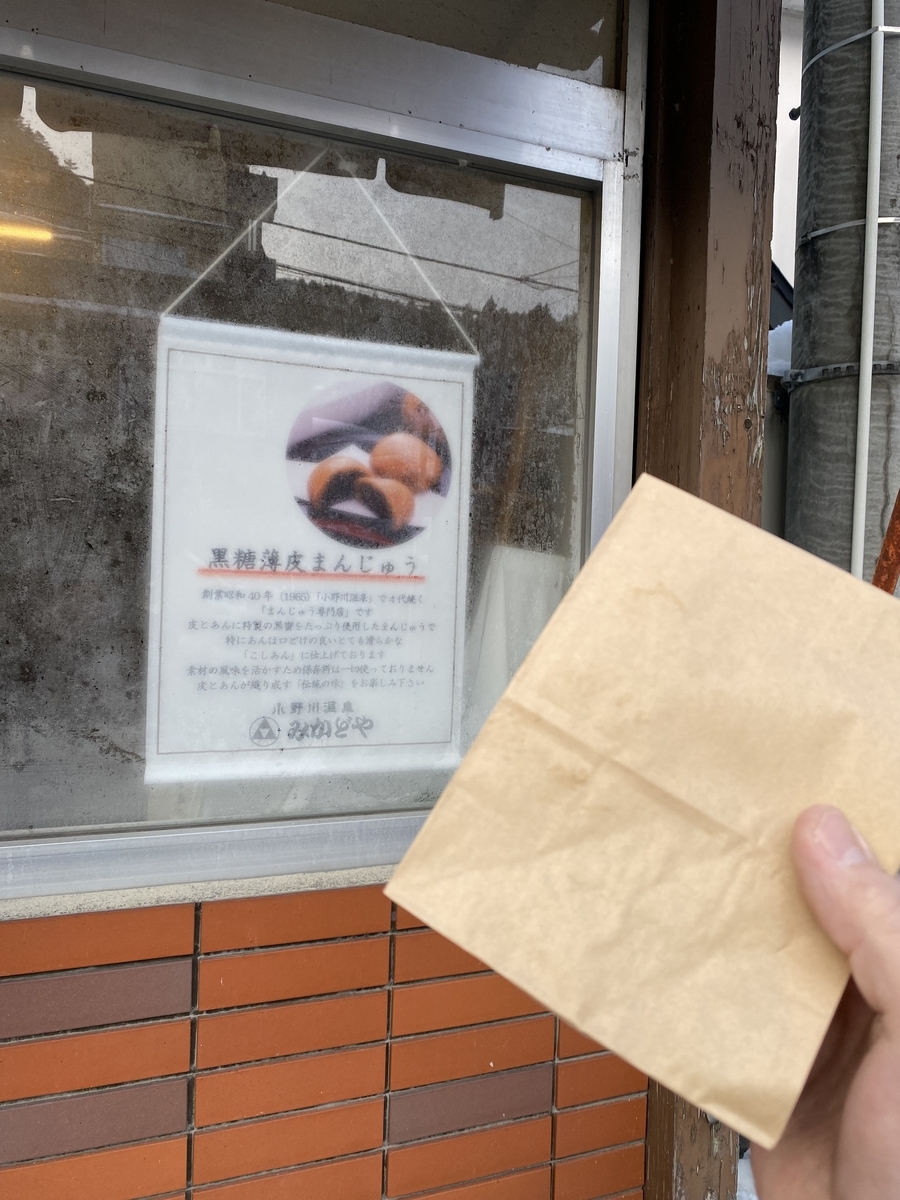 黒糖薄皮まんじゅう
創業昭和40年（1965）「小野川温泉」で4代続く
「まんじゅう専門店」です
皮とあんに特製の黒蜜をたっぷり使用したまんじゅうで
特にあんは口どけの良いとても滑らかな
「こしあん」に仕上げております
素材の風味を活かすため保存料は一切使っておりません
皮とあんが織り成す「伝統の味」をお楽しみ下さい
小野川温泉
みかどや